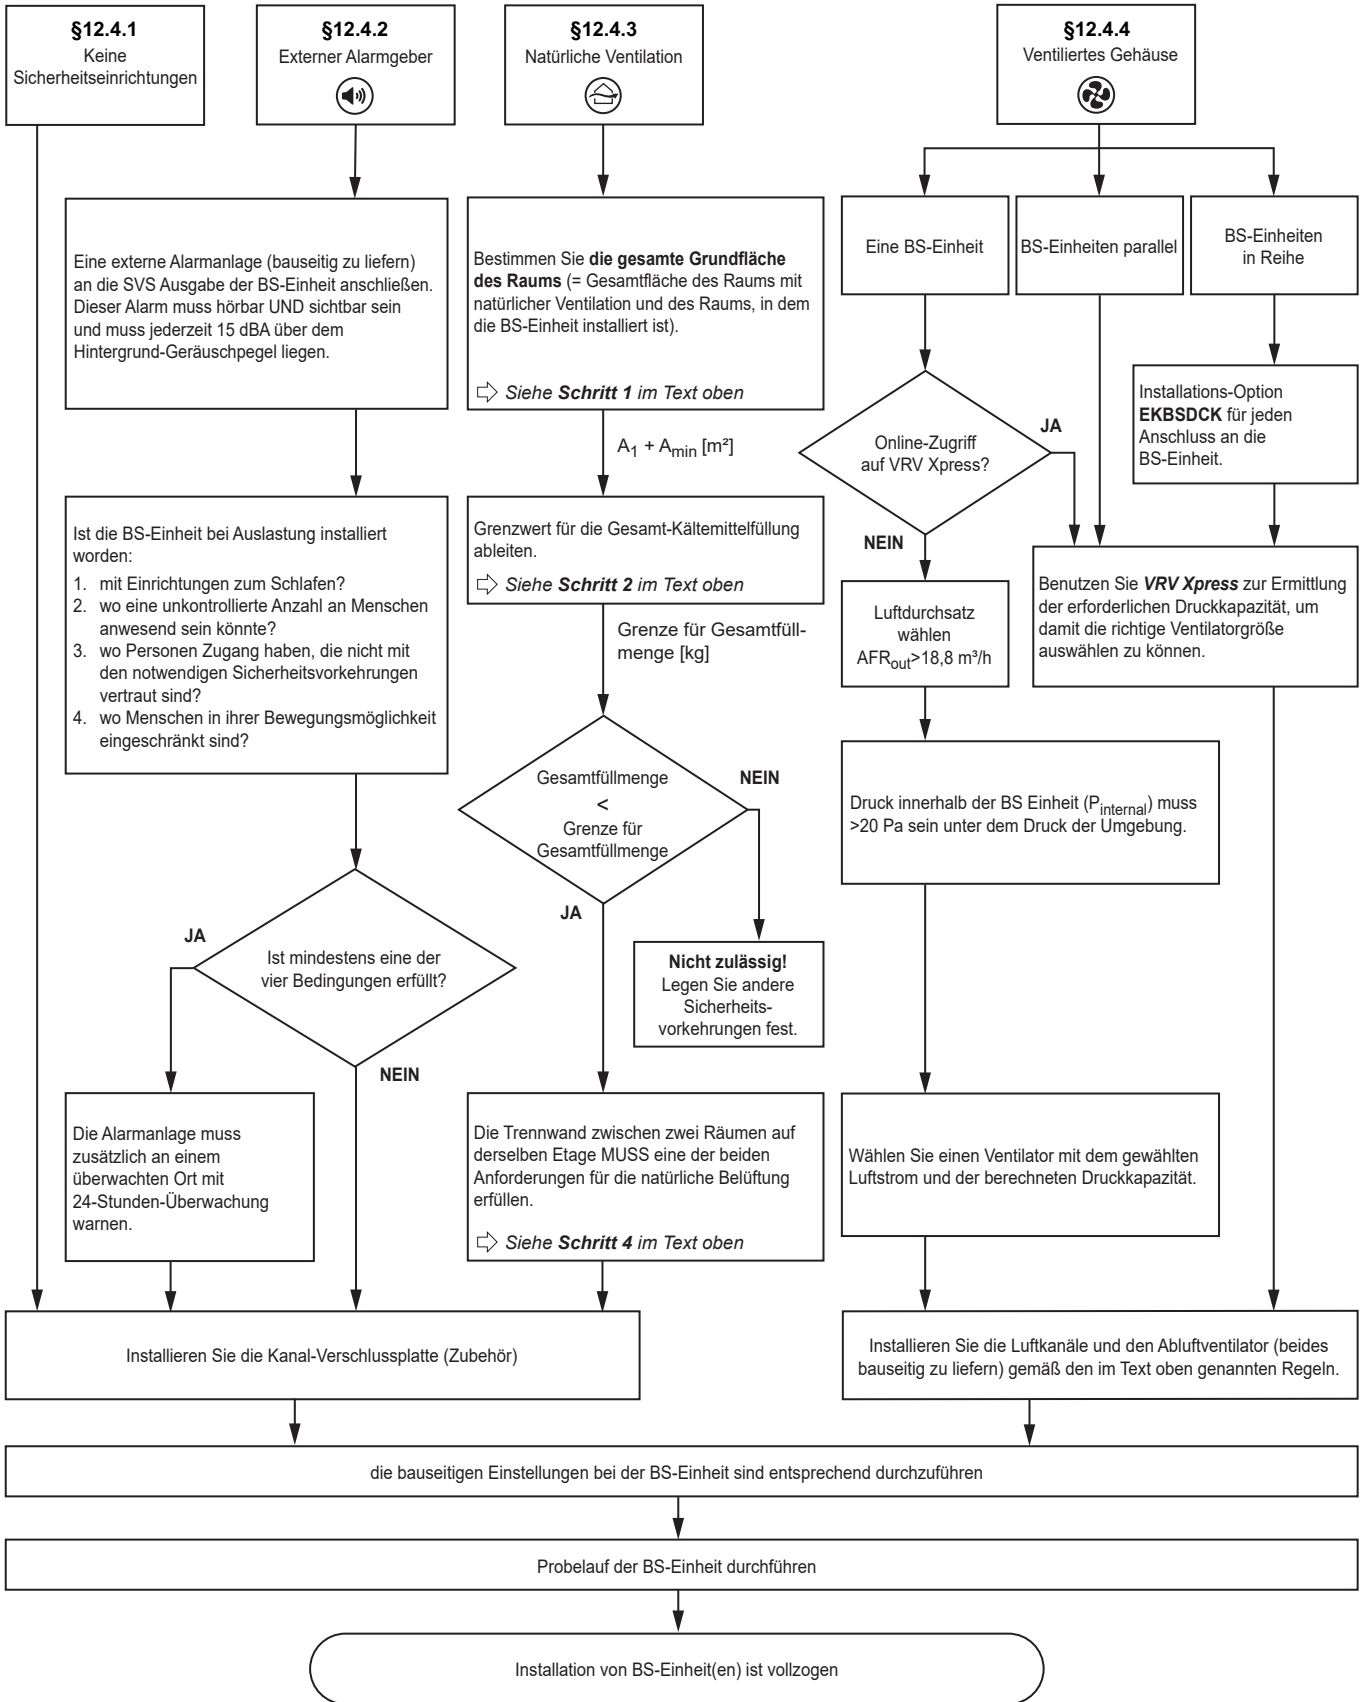 §12.4.1
Keine
Sicherheitseinrichtungen
§12.4.2
Externer Alarmgeber
§12.4.3
Natürliche Ventilation
§12.4.4
Ventiliertes Gehäuse
Eine externe Alarmanlage (bauseitig zu liefern)
an die SVS Ausgabe der BS-Einheit anschließen.
Dieser Alarm muss hörbar UND sichtbar sein
und muss jederzeit 15 dBA über dem
Hintergrund-Geräuschpegel liegen.
Ist die BS-Einheit bei Auslastung installiert
worden:
1. mit Einrichtungen zum Schlafen?
2. wo eine unkontrollierte Anzahl an Menschen
anwesend sein könnte?
3. wo Personen Zugang haben, die nicht mit
den notwendigen Sicherheitsvorkehrungen
vertraut sind?
4. wo Menschen in ihrer Bewegungsmöglichkeit
eingeschränkt sind?
JA
Ist mindestens eine der
vier Bedingungen erfüllt?
NEIN
Die Alarmanlage muss
zusätzlich an einem
überwachten Ort mit
24-Stunden-Überwachung
warnen.
Bestimmen Sie die gesamte Grundfläche
des Raums (= Gesamtfläche des Raums mit
natürlicher Ventilation und des Raums, in dem
die BS-Einheit installiert ist).
Siehe Schritt 1 im Text oben
A1 + Amin [m²]
Grenzwert für die Gesamt-Kältemittelfüllung
ableiten.
Siehe Schritt 2 im Text oben
Grenze für Gesamtfüll-
menge [kg]
Gesamtfüllmenge
<
Grenze für
Gesamtfüllmenge
NEIN
JA
Nicht zulässig!
Legen Sie andere
Sicherheits-
vorkehrungen fest.
Die Trennwand zwischen zwei Räumen auf
derselben Etage MUSS eine der beiden
Anforderungen für die natürliche Belüftung
erfüllen.
Siehe Schritt 4 im Text oben
Eine BS-Einheit
BS-Einheiten parallel
BS-Einheiten
in Reihe
Online-Zugriff
auf VRV Xpress?
JA
NEIN
Installations-Option
EKBSDCK für jeden
Anschluss an die
BS-Einheit.
Luftdurchsatz
wählen
AFRout>18,8 m³/h
Benutzen Sie VRV Xpress zur Ermittlung
der erforderlichen Druckkapazität, um
damit die richtige Ventilatorgröße
auswählen zu können.
Druck innerhalb der BS Einheit (Pinternal) muss
>20 Pa sein unter dem Druck der Umgebung.
Wählen Sie einen Ventilator mit dem gewählten
Luftstrom und der berechneten Druckkapazität.
Installieren Sie die Kanal-Verschlussplatte (Zubehör)
Installieren Sie die Luftkanäle und den Abluftventilator (beides
bauseitig zu liefern) gemäß den im Text oben genannten Regeln.
die bauseitigen Einstellungen bei der BS-Einheit sind entsprechend durchzuführen
Probelauf der BS-Einheit durchführen
Installation von BS-Einheit(en) ist vollzogen